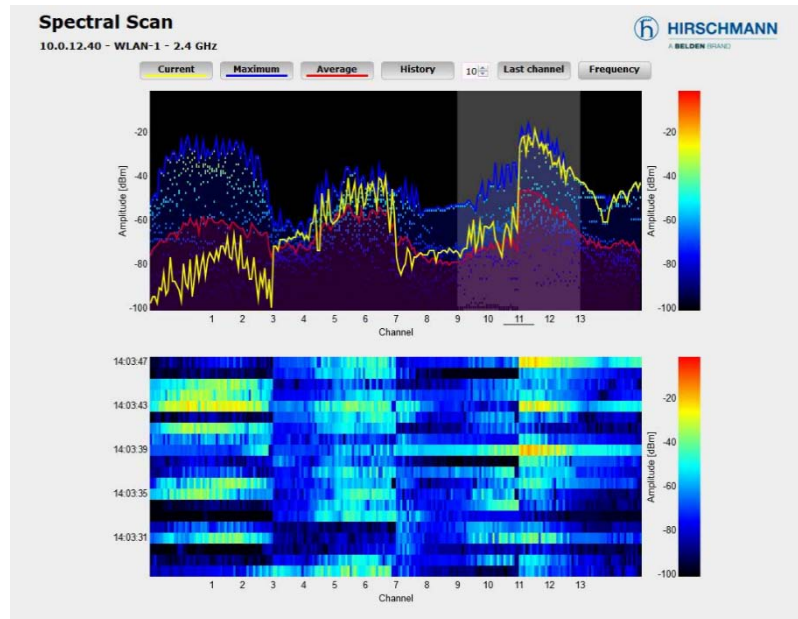 Spectral Scan
10.0.12.40 - WLAN-1 - 2.4 GHz
HIRSCHMANN
A BELDEN BRAND
Current Maximum Average History 10 Last channel Frequency
Amplitude [dBm]
-20
-40
-60
-80
-100
1 2 3 4 5 6 7 8 9 10 11 12 13
Channel
-20
-40
-60
-80
-100
Amplitude [dBm]
14:03:47
14:03:43
14:03:39
14:03:35
14:03:31
1 2 3 4 5 6 7 8 9 10 11 12 13
Channel
-20
-40
-60
-80
-100
Amplitude [dBm]